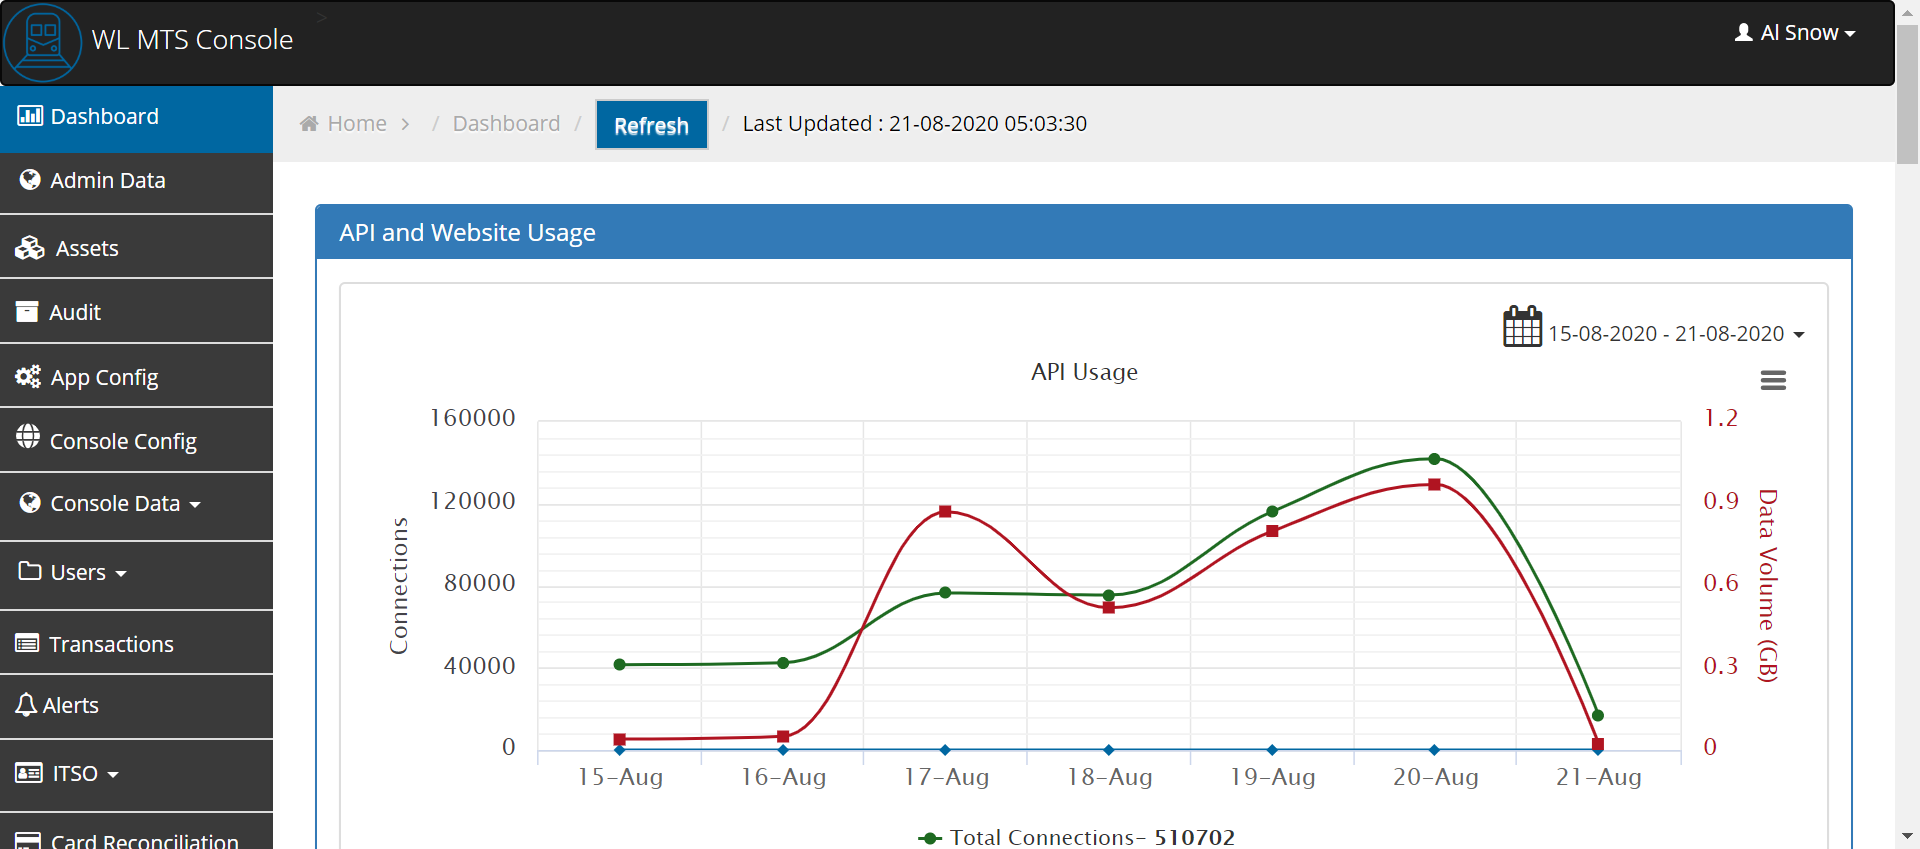 WL MTS Console
>
Al Snow
Dashboard
Admin Data
Assets
Audit
App Config
Console Config
Console Data
Users
Transactions
Alerts
ITSO
Card Reconciliation
Home > / Dashboard / Refresh / Last Updated : 21-08-2020 05:03:30
API and Website Usage
15-08-2020 - 21-08-2020
API Usage
Connections
160000
120000
80000
40000
0
1.2
0.9
0.6
0.3
0
Data Volume (GB)
15-Aug 16-Aug 17-Aug 18-Aug 19-Aug 20-Aug 21-Aug
Total Connections- 510702